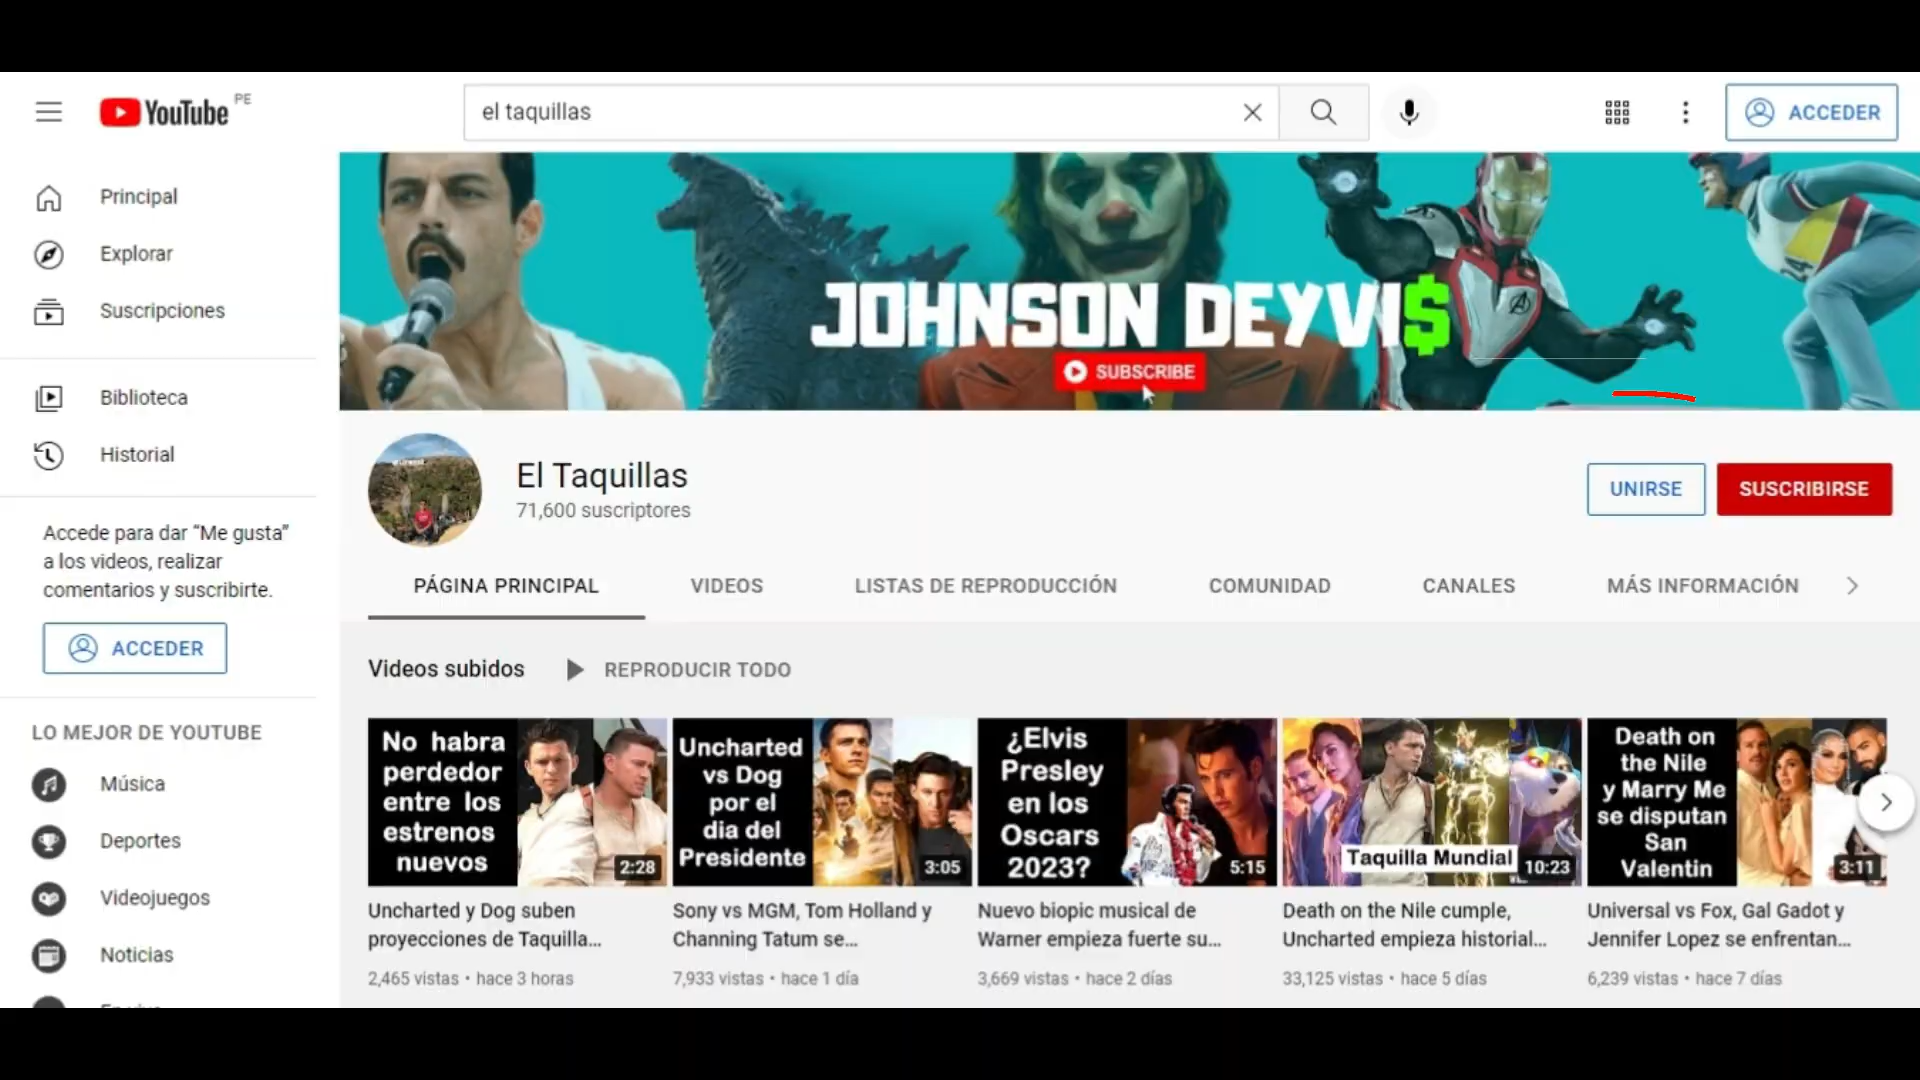 YouTube PE
el taquillas
ACCEDER
Principal
Explorar
Suscripciones
Biblioteca
Historial
Accede para dar “Me gusta”
a los videos, realizar
comentarios y suscribirte.
ACCEDER
LO MEJOR DE YOUTUBE
Música
Deportes
Videojuegos
Noticias
JOHNSON DEYVI$
SUBSCRIBE
El Taquillas
71,600 suscriptores
UNIRSE
SUSCRIBIRSE
PÁGINA PRINCIPAL
VIDEOS
LISTAS DE REPRODUCCIÓN
COMUNIDAD
CANALES
MÁS INFORMACIÓN
Videos subidos
REPRODUCIR TODO
No habra
perdedor
entre los
estrenos
nuevos
2:28
Uncharted y Dog suben
proyecciones de Taquilla...
2,465 vistas • hace 3 horas
Uncharted
vs Dog
por el
dia del
Presidente
3:05
Sony vs MGM, Tom Holland y
Channing Tatum se...
7,933 vistas • hace 1 día
¿Elvis
Presley
en los
Oscars
2023?
5:15
Nuevo biopic musical de
Warner empieza fuerte su...
3,669 vistas • hace 2 días
Taquilla Mundial
10:23
Death on the Nile cumple,
Uncharted empieza historial...
33,125 vistas • hace 5 días
Death on
the Nile
y Marry Me
se disputan
San
Valentin
3:11
Universal vs Fox, Gal Gadot y
Jennifer Lopez se enfrentan...
6,239 vistas • hace 7 días